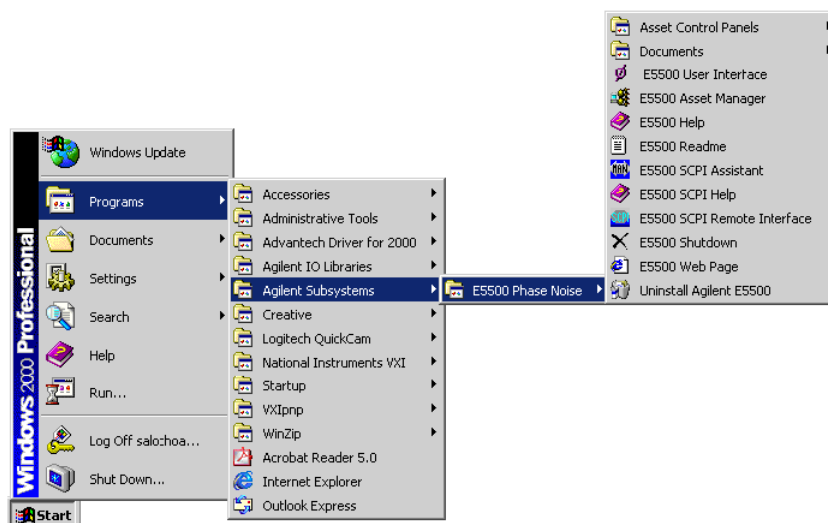 Windows 2000 Professional
Windows Update
Programs
Documents
Settings
Search
Help
Run...
Log Off salochoa...
Shut Down...
Start
Accessories
Administrative Tools
Advantech Driver for 2000
Agilent IO Libraries
Agilent Subsystems
Creative
Logitech QuickCam
National Instruments VXI
Startup
VXIpnp
WinZip
Acrobat Reader 5.0
Internet Explorer
Outlook Express
E5500 Phase Noise
Asset Control Panels
Documents
E5500 User Interface
E5500 Asset Manager
E5500 Help
E5500 Readme
E5500 SCPI Assistant
E5500 SCPI Help
E5500 SCPI Remote Interface
E5500 Shutdown
E5500 Web Page
Uninstall Agilent E5500